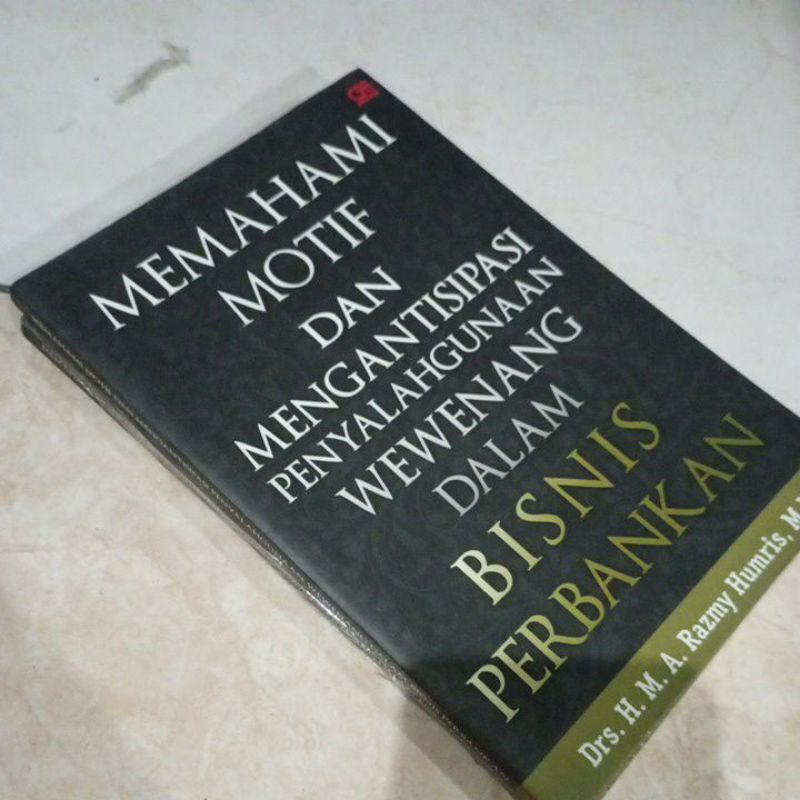 MEMAHAMI
MOTIF
DAN
MENGANTISIPASI
PENYALAHGUNAAN
WEWENANG
DALAM
BISNIS
PERBANKAN
Drs. H. M. A. Razmy Humris,